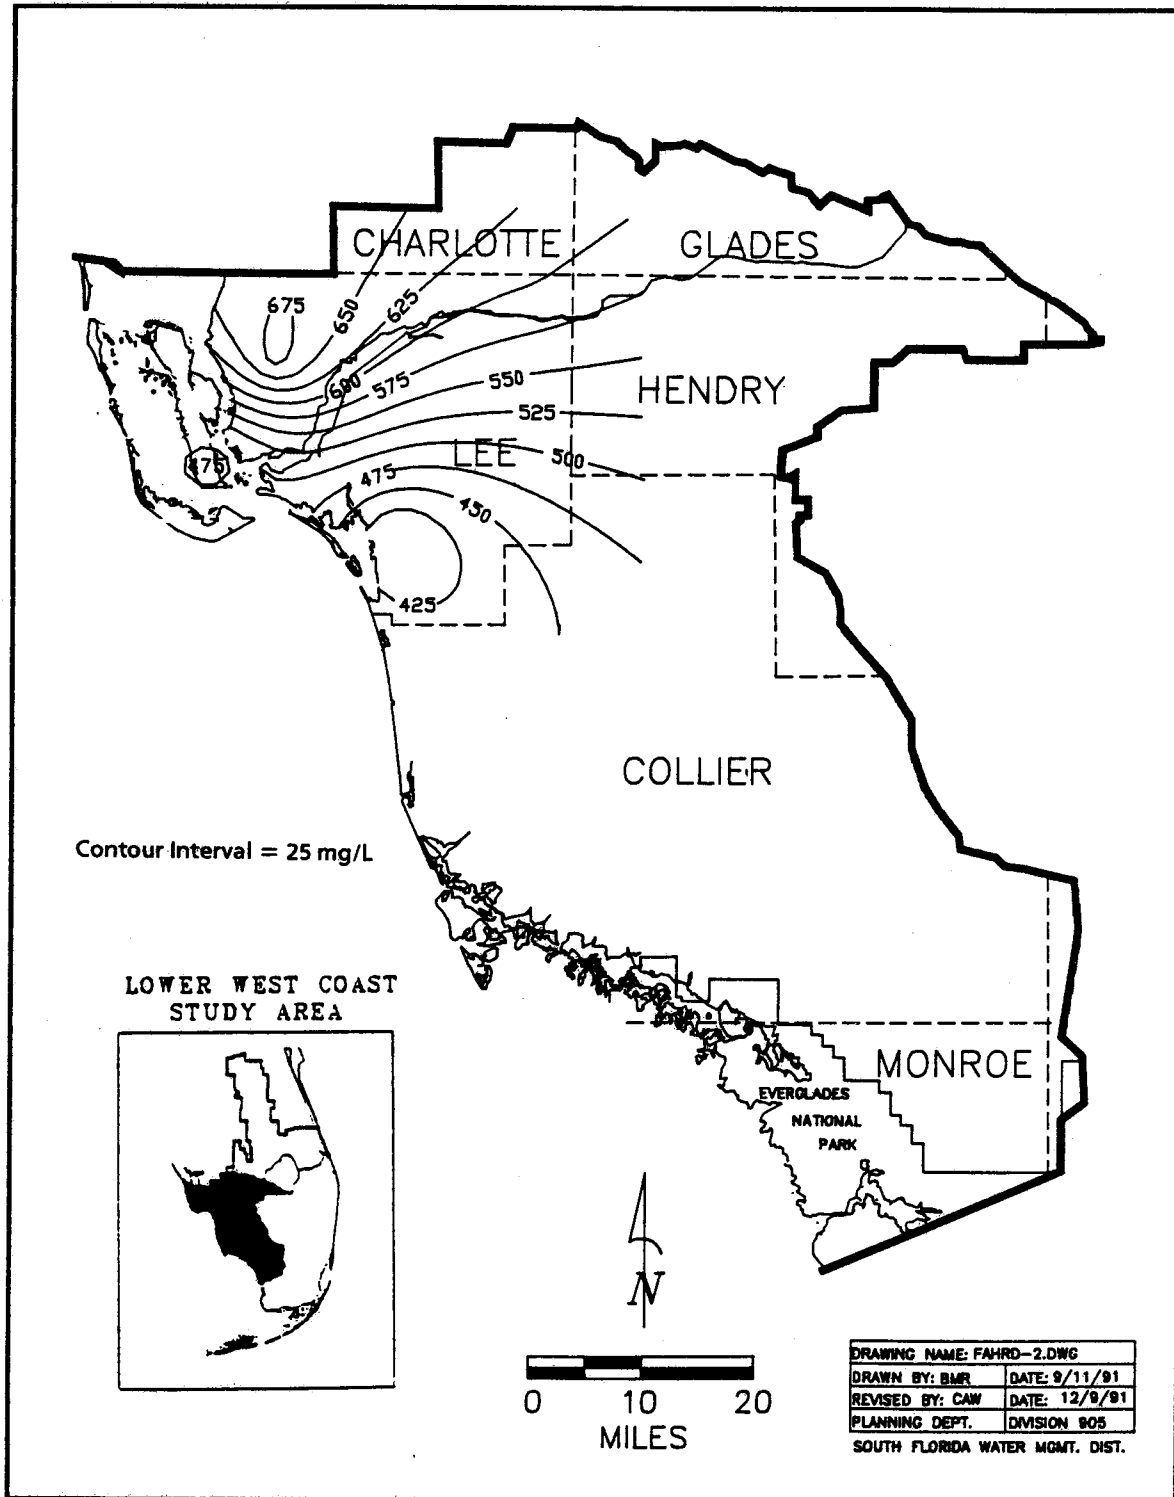 CHARLOTTE
GLADES
675
650
625
600
575
550
HENDRY
525
LEE
500
475
475
450
425
COLLIER
Contour Interval = 25 mg/L
LOWER WEST COAST
STUDY AREA
MONROE
EVERGLADES
NATIONAL
PARK
N
0 10 20
MILES
DRAWING NAME: FAHRD-2.DWG
DRAWN BY: BMR DATE: 9/11/91
REVISED BY: CAW DATE: 12/9/91
PLANNING DEPT. DIVISION 905
SOUTH FLORIDA WATER MGMT. DIST.